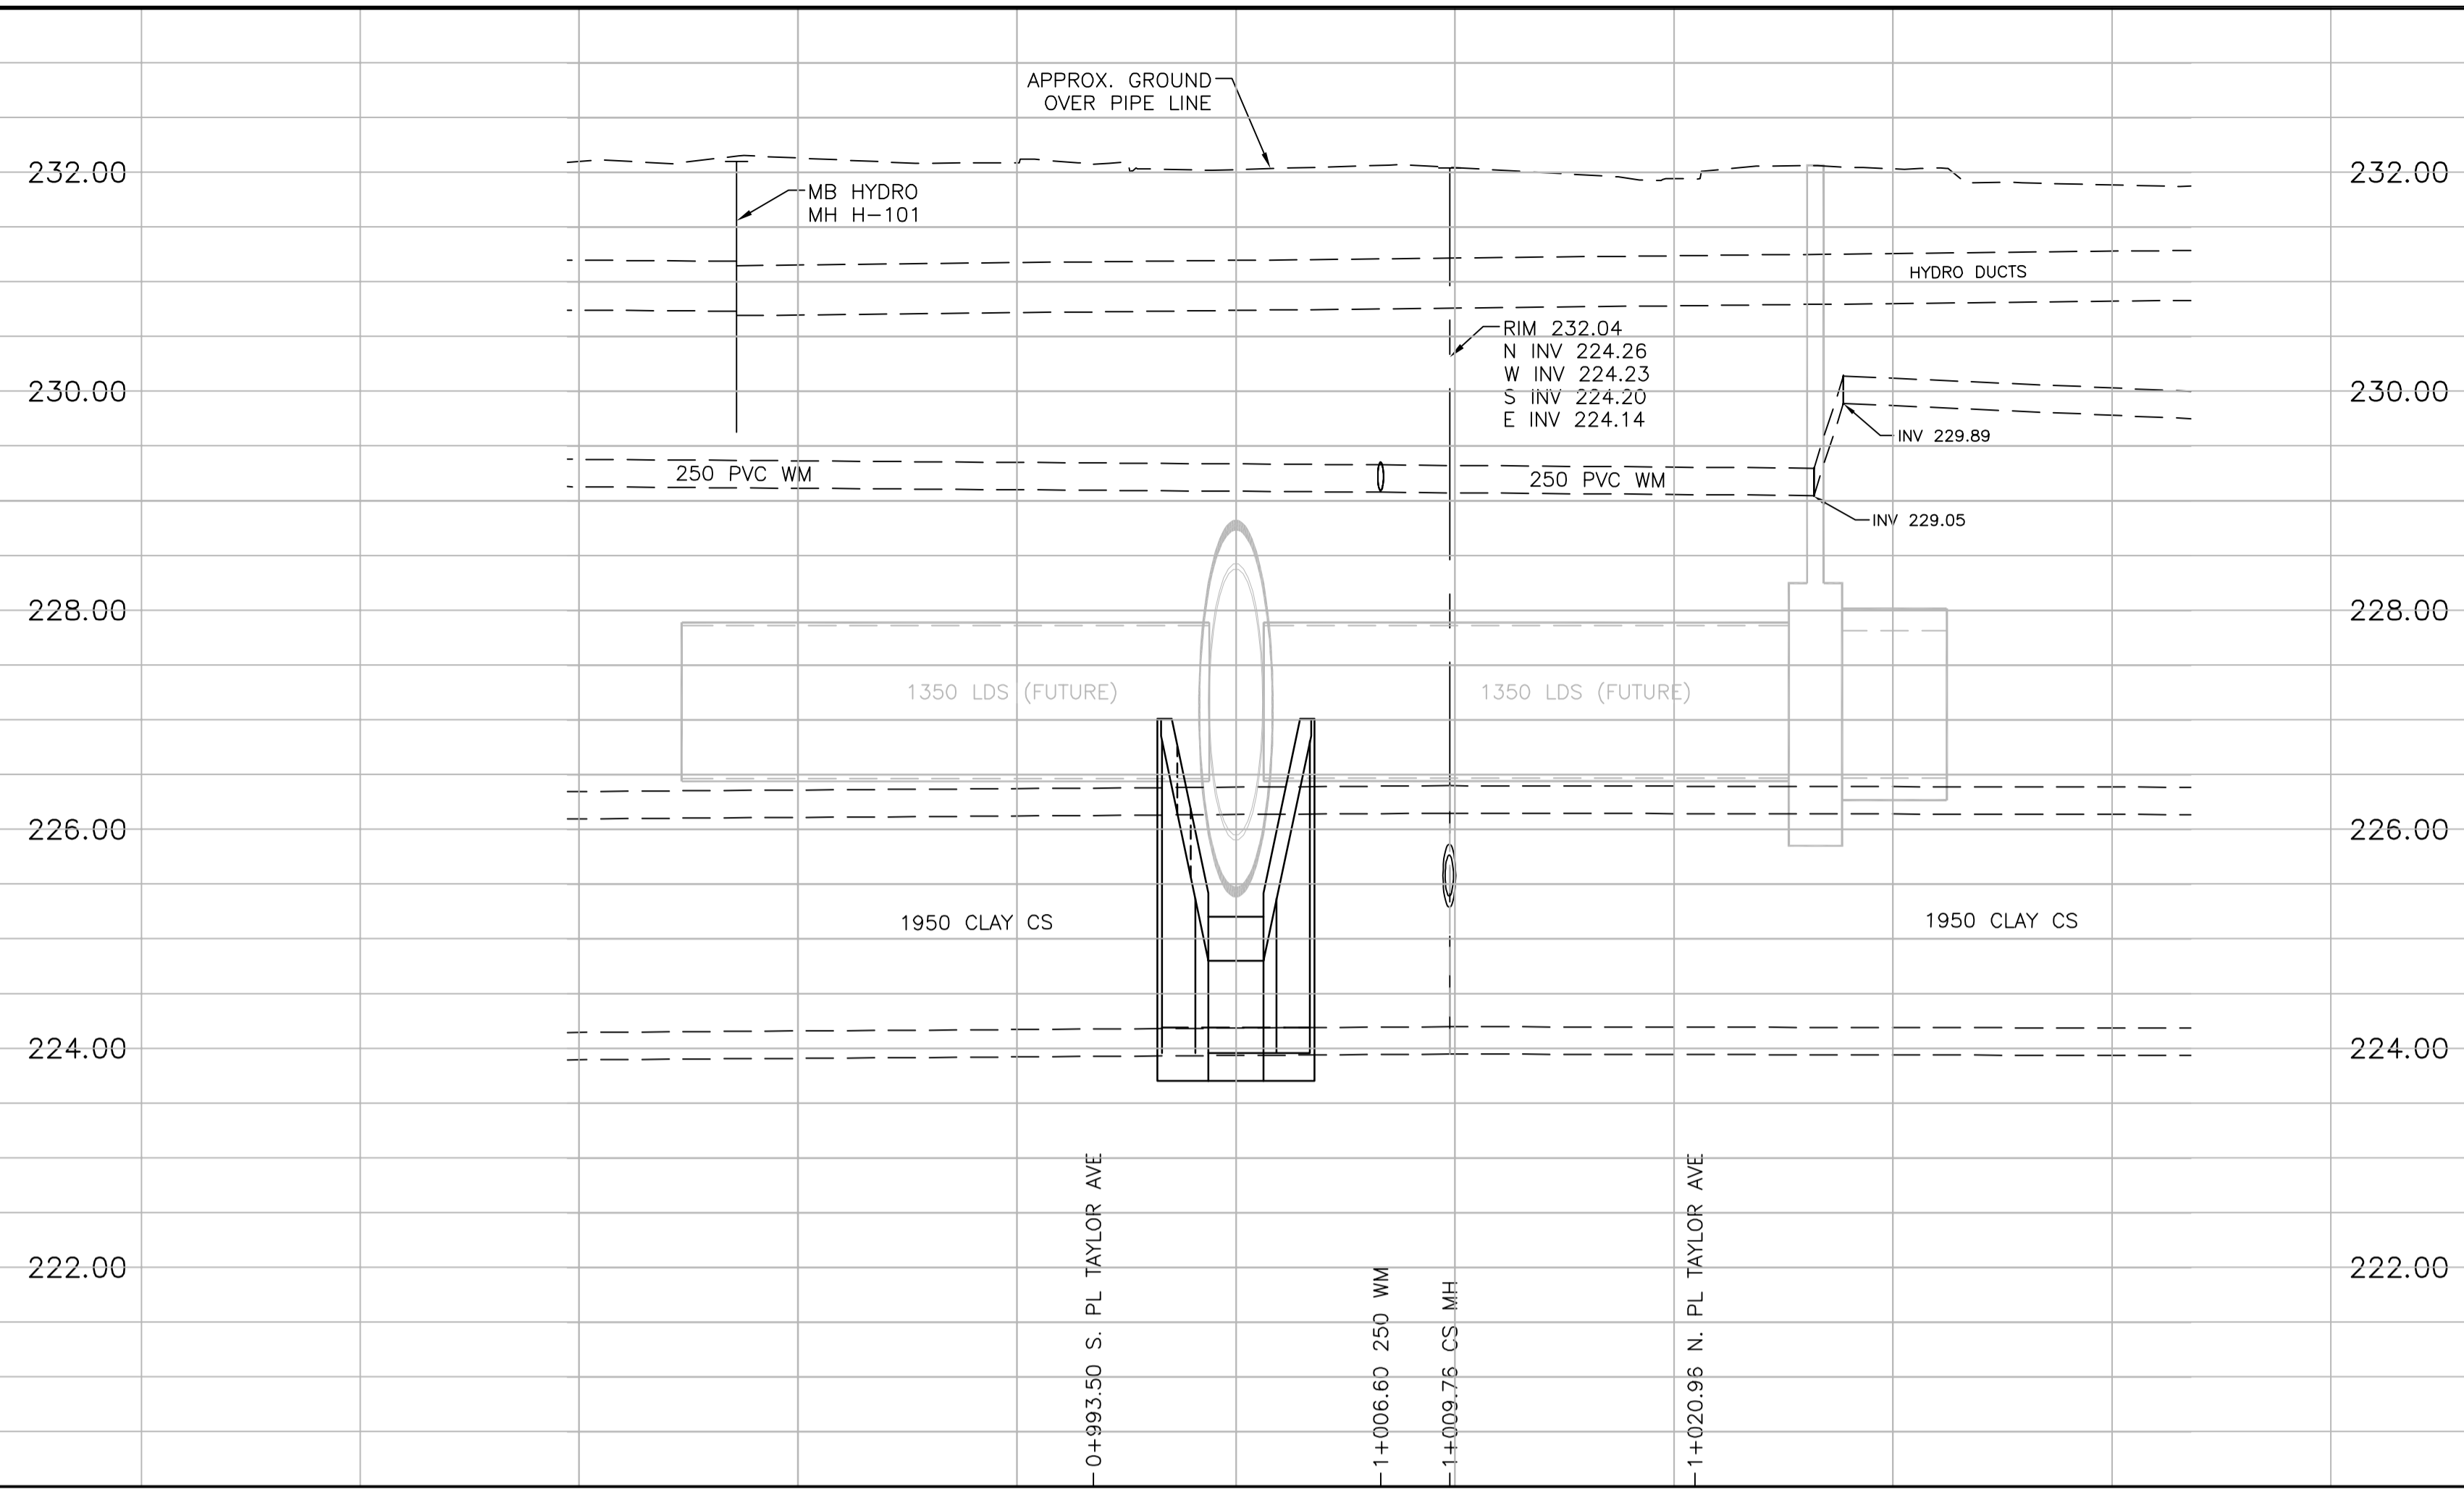 APPROX. GROUND
OVER PIPE LINE
232.00
232.00
MB HYDRO
MH H-101
HYDRO DUCTS
RIM 232.04
N INV 224.26
W INV 224.23
S INV 224.20
E INV 224.14
230.00
230.00
INV 229.89
250 PVC WM
250 PVC WM
INV 229.05
228.00
228.00
1350 LDS (FUTURE)
1350 LDS (FUTURE)
226.00
226.00
1950 CLAY CS
1950 CLAY CS
224.00
224.00
222.00
222.00
0+993.50 S. PL TAYLOR AVE.
1+006.60 250 WM
1+009.76 CS MH
1+020.96 N. PL TAYLOR AVE.